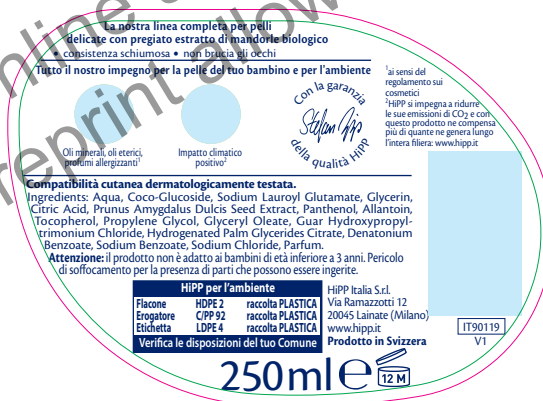 La nostra linea completa per pelli
delicate con pregiato estratto di mandorle biologico
• consistenza schiumosa • non brucia gli occhi
Tutto il nostro impegno per la pelle del tuo bambino e per l'ambiente
Oli minerali, oli eterici,
profumi allergizzanti¹
Impatto climatico
positivo²
Con la garanzia
Stefan Hipp
della qualità HiPP
¹ai sensi del
regolamento sui
cosmetici
²HiPP si impegna a ridurre
le sue emissioni di CO₂ e con
questo prodotto ne compensa
più di quante ne genera lungo
l'intera filiera: www.hipp.it
Compatibilità cutanea dermatologicamente testata.
Ingredients: Aqua, Coco-Glucoside, Sodium Lauroyl Glutamate, Glycerin,
Citric Acid, Prunus Amygdalus Dulcis Seed Extract, Panthenol, Allantoin,
Tocopherol, Propylene Glycol, Glyceryl Oleate, Guar Hydroxypropyl-
trimonium Chloride, Hydrogenated Palm Glycerides Citrate, Denatonium
Benzoate, Sodium Benzoate, Sodium Chloride, Parfum.
Attenzione: il prodotto non è adatto ai bambini di età inferiore a 3 anni. Pericolo
di soffocamento per la presenza di parti che possono essere ingerite.
HiPP per l'ambiente
Flacone HDPE 2 raccolta PLASTICA
Erogatore C/PP 92 raccolta PLASTICA
Etichetta LDPE 4 raccolta PLASTICA
Verifica le disposizioni del tuo Comune
HiPP Italia S.r.l.
Via Ramazzotti 12
20045 Lainate (Milano)
www.hipp.it
Prodotto in Svizzera
IT90119
V1
250 ml e
12 M
online
reprint allow